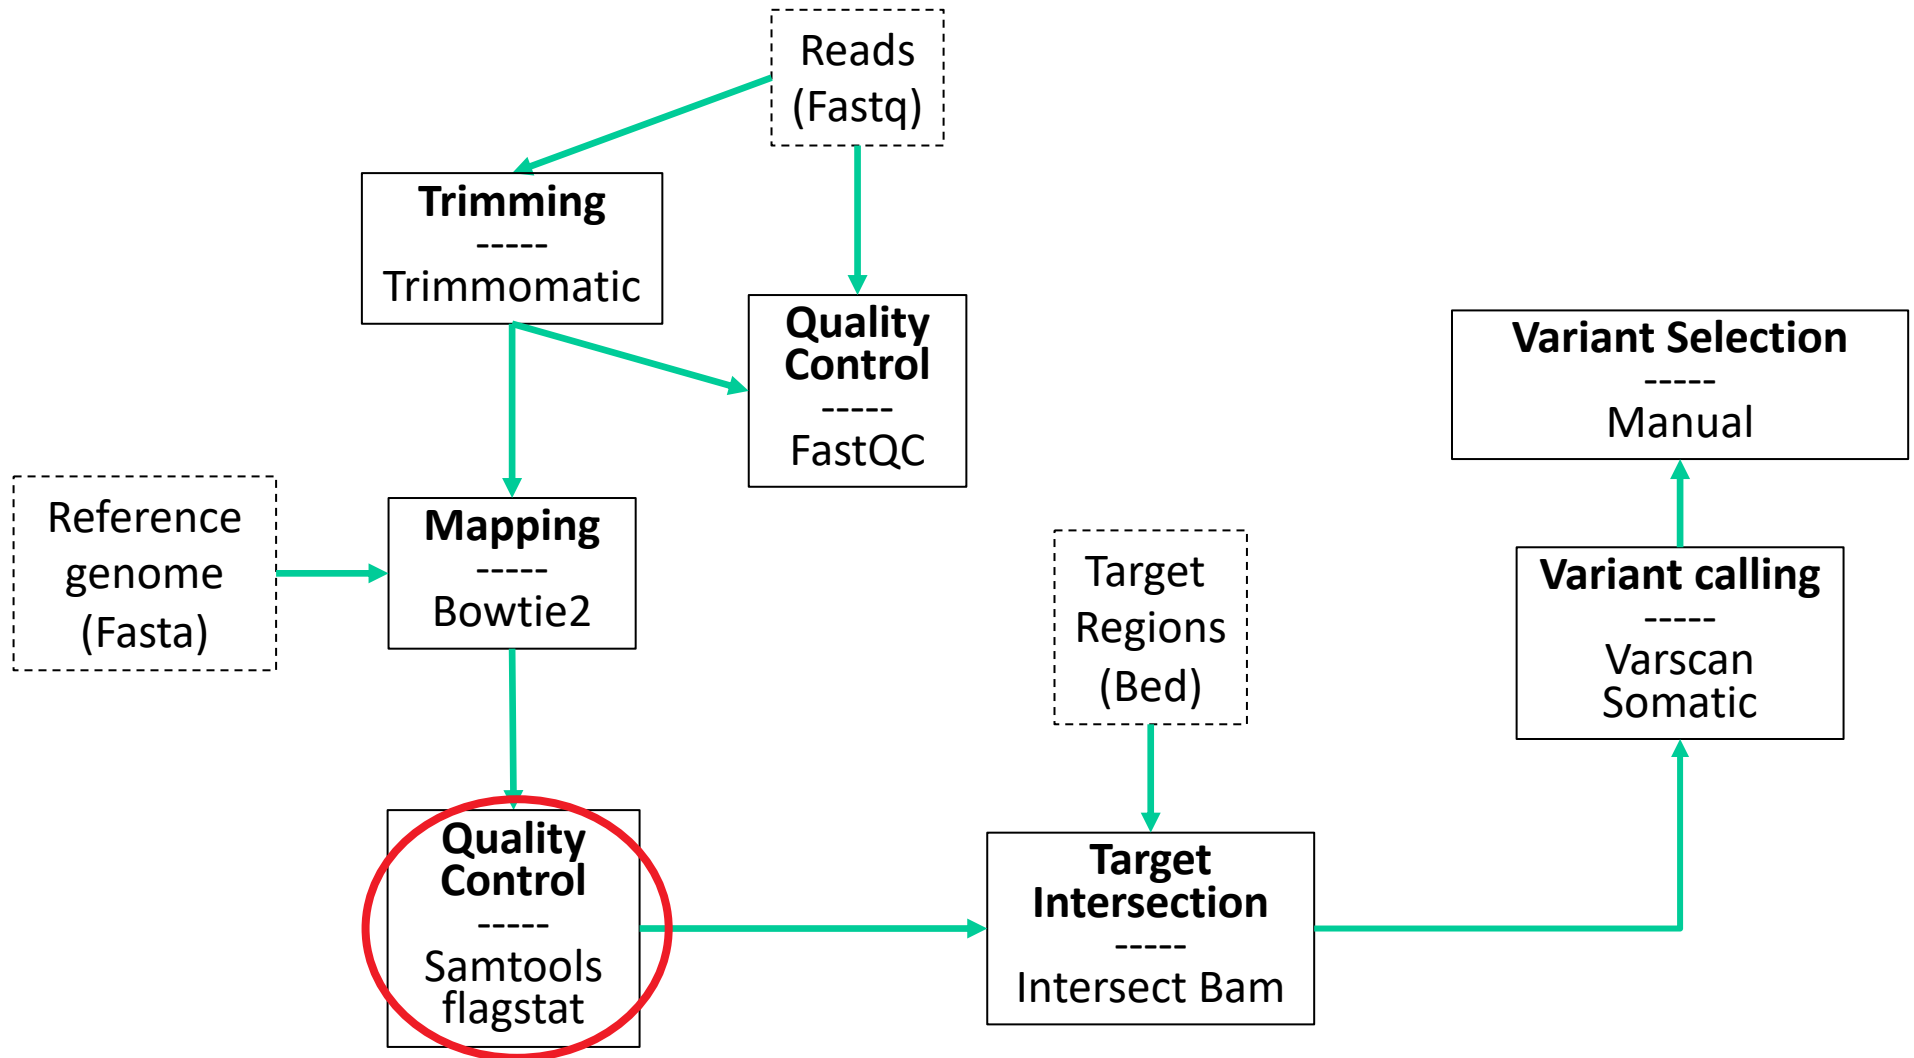 Reads
(Fastq)
Trimming
-----
Trimmomatic
Quality
Control
-----
FastQC
Reference
genome
(Fasta)
Mapping
-----
Bowtie2
Quality
Control
-----
Samtools
flagstat
Target
Regions
(Bed)
Target
Intersection
-----
Intersect Bam
Variant calling
-----
Varscan
Somatic
Variant Selection
-----
Manual